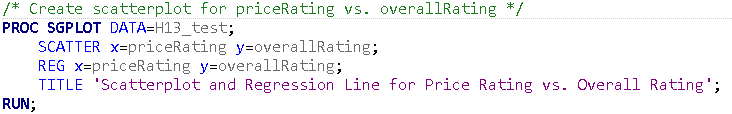 /* Create scatterplot for priceRating vs. overallRating */
PROC SGPLOT DATA=H13_test;
    SCATTER x=priceRating y=overallRating;
    REG x=priceRating y=overallRating;
    TITLE 'Scatterplot and Regression Line for Price Rating vs. Overall Rating';
RUN;